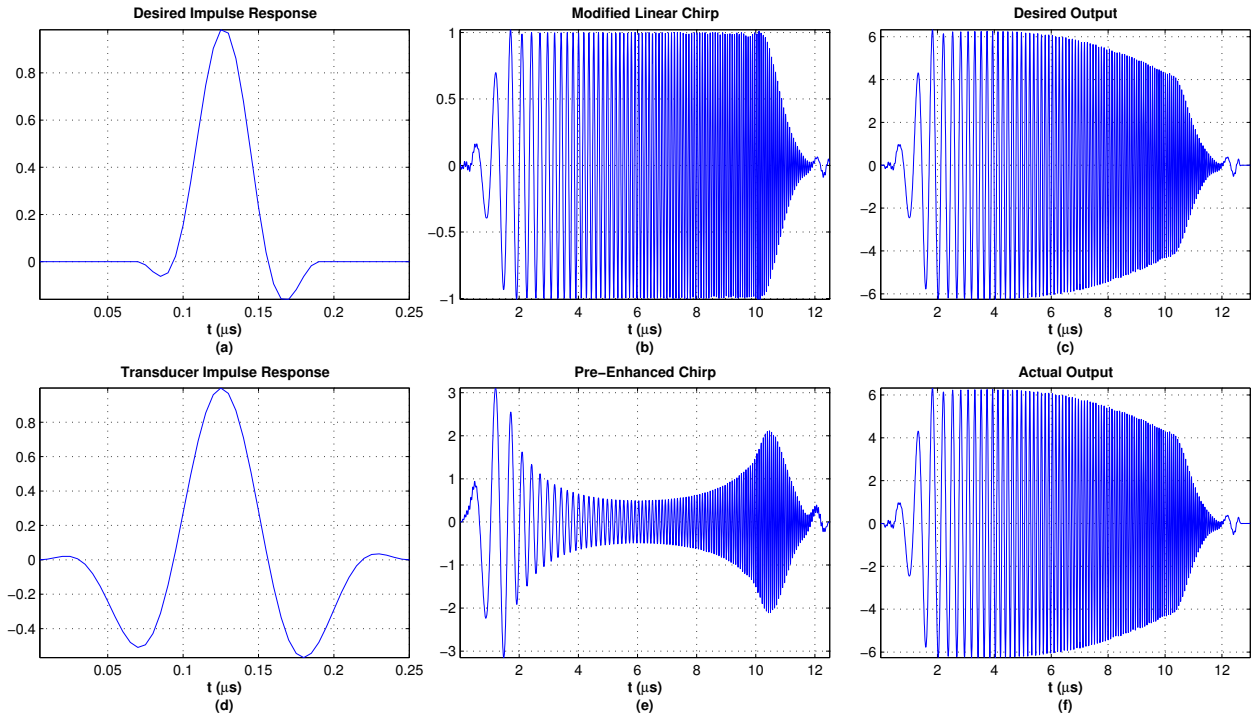 Desired Impulse Response
0.8
0.6
0.4
0.2
0
0.05 0.1 0.15 0.2 0.25
t (μs)
(a)
Modified Linear Chirp
1
0.5
0
−0.5
−1
2 4 6 8 10 12
t (μs)
(b)
Desired Output
6
4
2
0
−2
−4
−6
2 4 6 8 10 12
t (μs)
(c)
Transducer Impulse Response
0.8
0.6
0.4
0.2
0
−0.2
−0.4
0.05 0.1 0.15 0.2 0.25
t (μs)
(d)
Pre−Enhanced Chirp
3
2
1
0
−1
−2
−3
2 4 6 8 10 12
t (μs)
(e)
Actual Output
6
4
2
0
−2
−4
−6
2 4 6 8 10 12
t (μs)
(f)